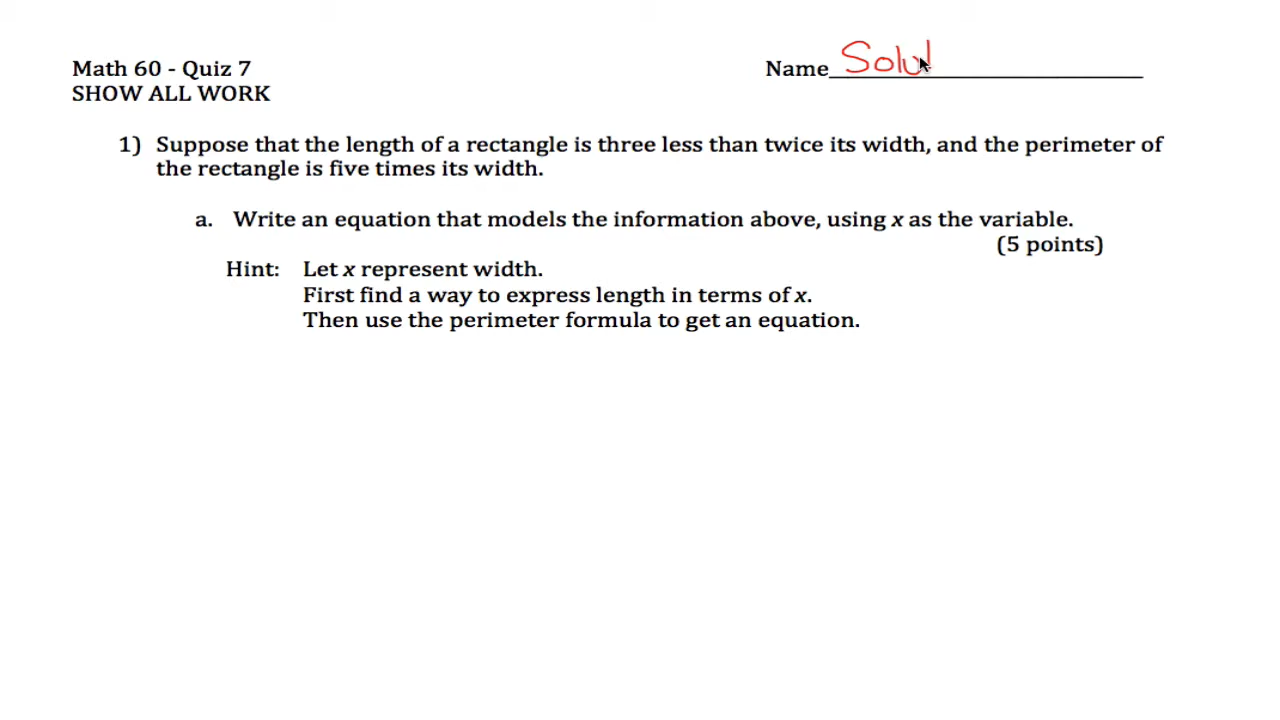 Math 60 - Quiz 7
Name Solut
SHOW ALL WORK
1) Suppose that the length of a rectangle is three less than twice its width, and the perimeter of
the rectangle is five times its width.
a. Write an equation that models the information above, using x as the variable.
(5 points)
Hint: Let x represent width.
First find a way to express length in terms of x.
Then use the perimeter formula to get an equation.